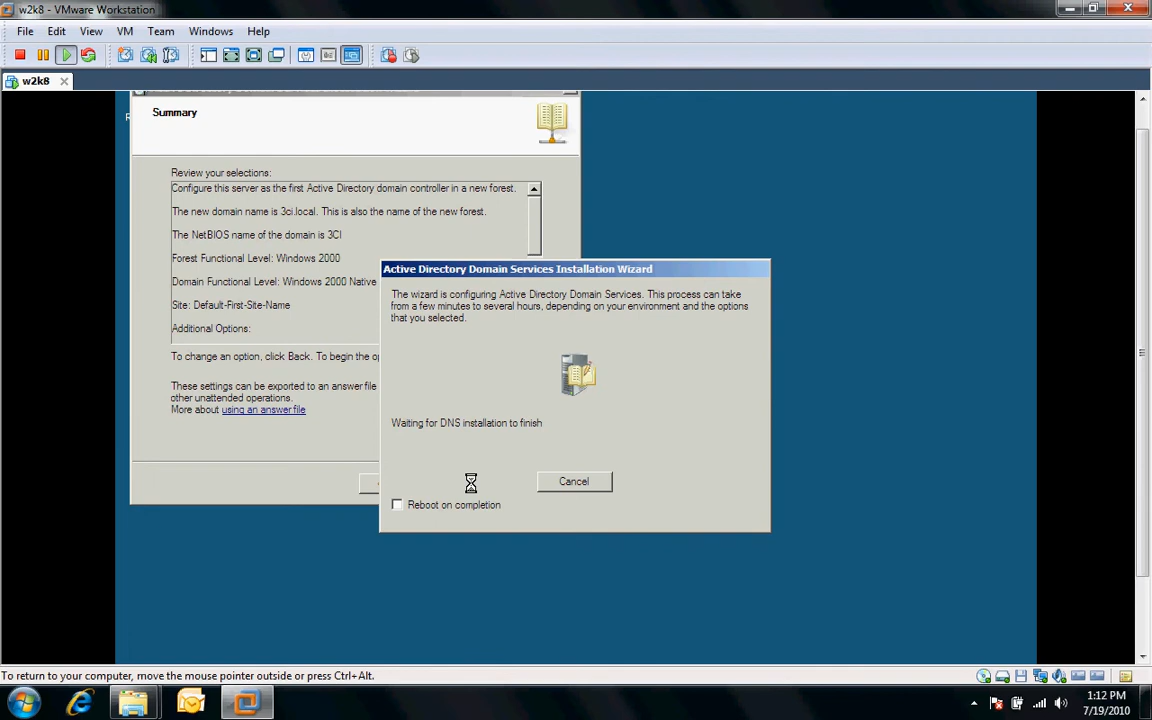 w2k8 - VMware Workstation
File Edit View VM Team Windows Help
w2k8
Summary
Review your selections:
Configure this server as the first Active Directory domain controller in a new forest.
The new domain name is 3ci.local. This is also the name of the new forest.
The NetBIOS name of the domain is 3CI
Forest Functional Level: Windows 2000
Domain Functional Level: Windows 2000 Native
Site: Default-First-Site-Name
Additional Options:
To change an option, click Back. To begin the op
These settings can be exported to an answer file
other unattended operations.
More about using an answer file
Active Directory Domain Services Installation Wizard
The wizard is configuring Active Directory Domain Services. This process can take
from a few minutes to several hours, depending on your environment and the options
that you selected.
Waiting for DNS installation to finish
Cancel
Reboot on completion
To return to your computer, move the mouse pointer outside or press Ctrl+Alt.
1:12 PM
7/19/2010